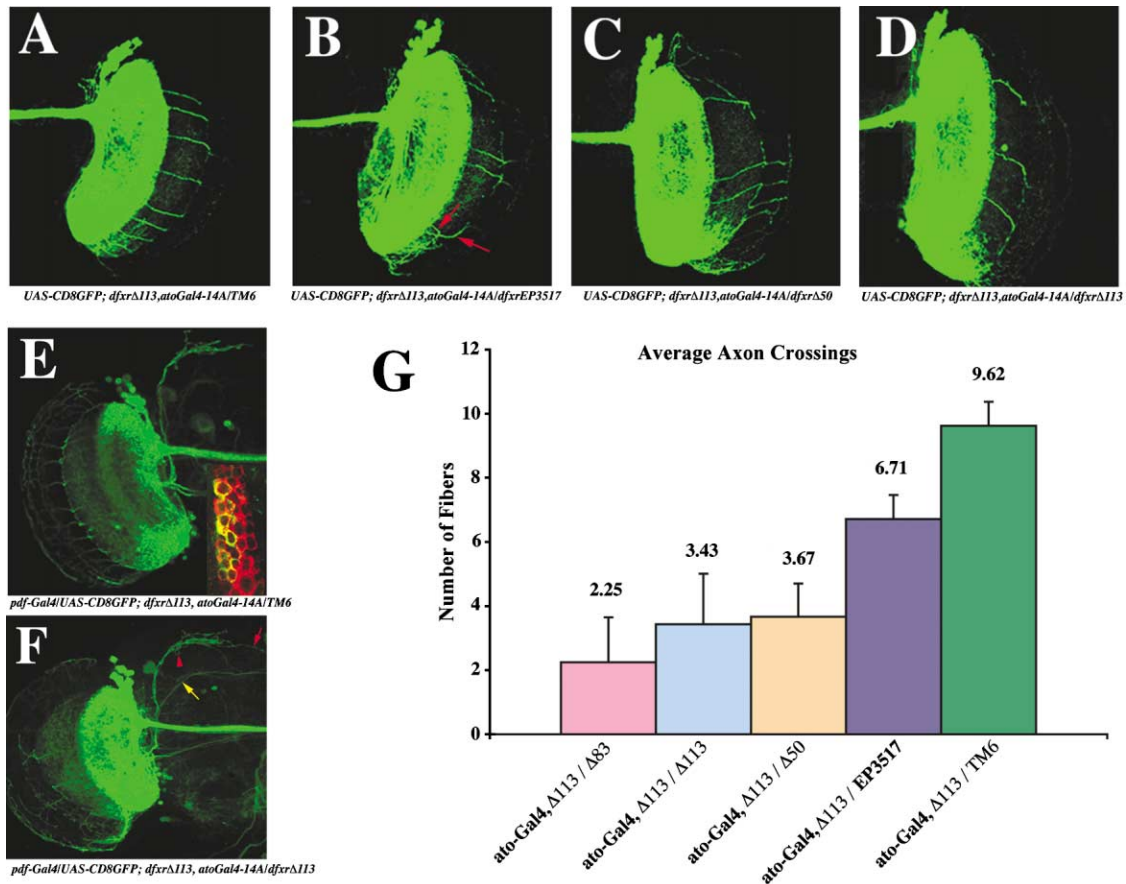 A
B
C
D
UAS-CD8GFP; dfxrΔ113,atoGal4-14A/TM6
UAS-CD8GFP; dfxrΔ113,atoGal4-14A/dfxrEP3517
UAS-CD8GFP; dfxrΔ113,atoGal4-14A/dfxrΔ50
UAS-CD8GFP; dfxrΔ113,atoGal4-14A/dfxrΔ113
E
pdf-Gal4/UAS-CD8GFP; dfxrΔ113, atoGal4-14A/TM6
F
pdf-Gal4/UAS-CD8GFP; dfxrΔ113, atoGal4-14A/dfxrΔ113
G
Average Axon Crossings
Number of Fibers
12
10
8
6
4
2
0
2.25
3.43
3.67
6.71
9.62
ato-Gal4, Δ113 / Δ83
ato-Gal4, Δ113 / Δ113
ato-Gal4, Δ113 / Δ50
ato-Gal4, Δ113 / EP3517
ato-Gal4, Δ113 / TM6